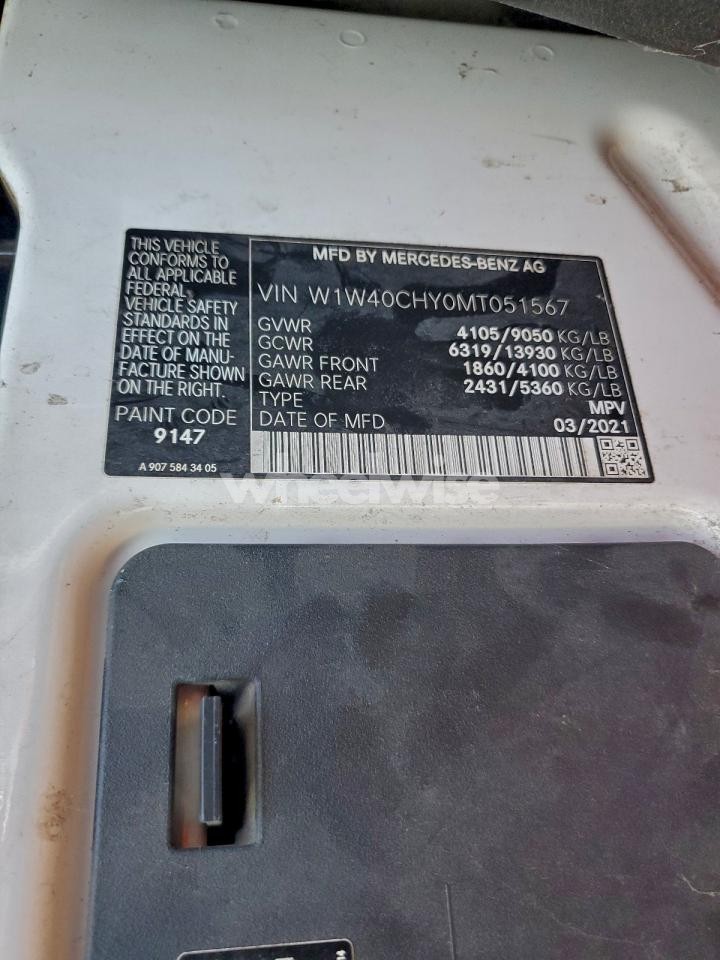 THIS VEHICLE
CONFORMS TO
ALL APPLICABLE
FEDERAL.
VEHICLE SAFETY
STANDARDS IN
EFFECT ON THE
DATE OF MANU-
FACTURE SHOWN
ON THE RIGHT.
PAINT CODE
9147
A 907 584 34 05
MFD BY MERCEDES-BENZ AG
VIN W1W40CHY0MT051567
GVWR 4105/9050 KG/LB
GCWR 6319/13930 KG/LB
GAWR FRONT 1860/4100 KG/LB
GAWR REAR 2431/5360 KG/LB
TYPE MPV
DATE OF MFD 03/2021
wheelwise